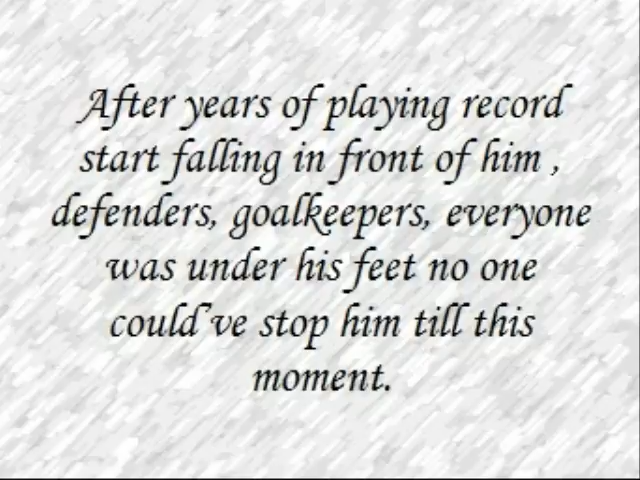 After years of playing record
start falling in front of him ,
defenders, goalkeepers, everyone
was under his feet no one
could've stop him till this
moment.